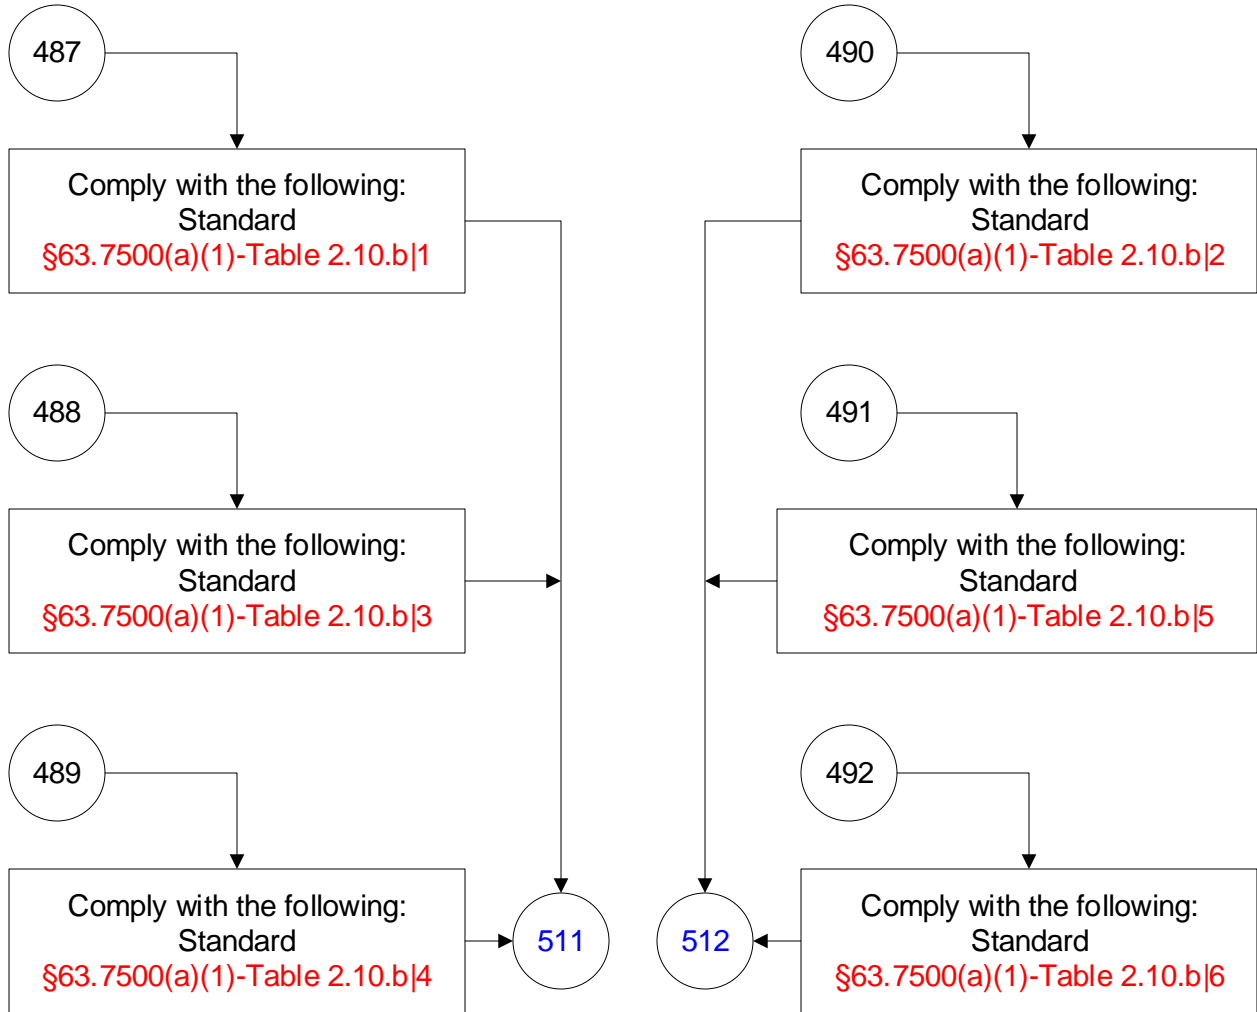 487
Comply with the following:
Standard
§63.7500(a)(1)-Table 2.10.b|1
488
Comply with the following:
Standard
§63.7500(a)(1)-Table 2.10.b|3
489
Comply with the following:
Standard
§63.7500(a)(1)-Table 2.10.b|4
511
490
Comply with the following:
Standard
§63.7500(a)(1)-Table 2.10.b|2
491
Comply with the following:
Standard
§63.7500(a)(1)-Table 2.10.b|5
492
Comply with the following:
Standard
§63.7500(a)(1)-Table 2.10.b|6
512